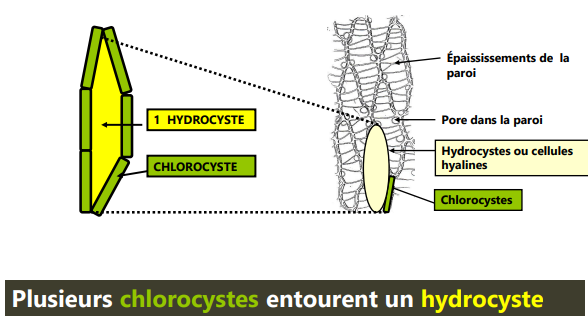 Épaississements de la
paroi
1 HYDROCYSTE
Pore dans la paroi
Hydrocystes ou cellules
hyalines
CHLOROCYSTE
Chlorocystes
Plusieurs chlorocystes entourent un hydrocyste